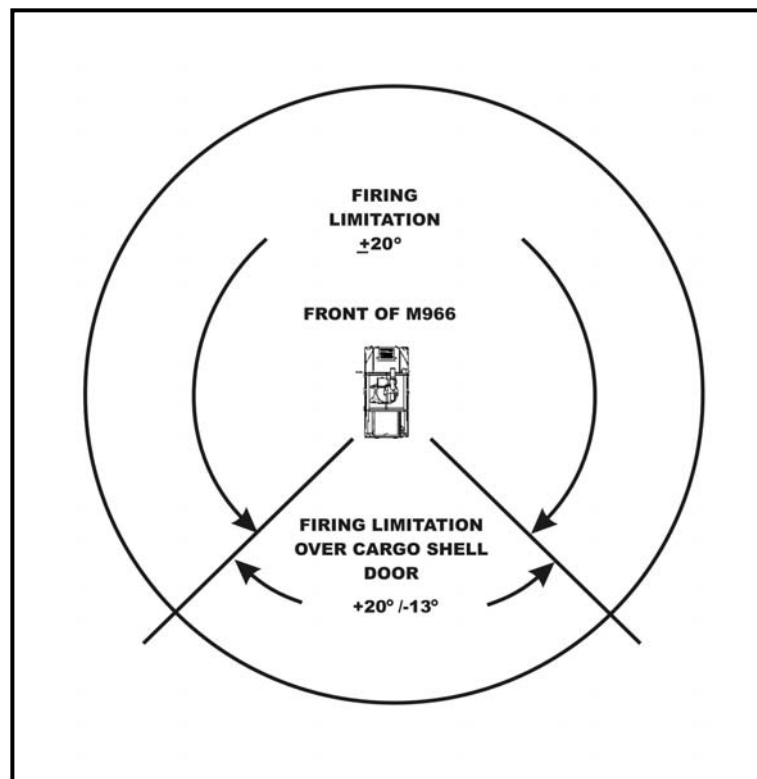 FIRING
LIMITATION
±20°
FRONT OF M966
FIRING LIMITATION
OVER CARGO SHELL
DOOR
+20° /-13°